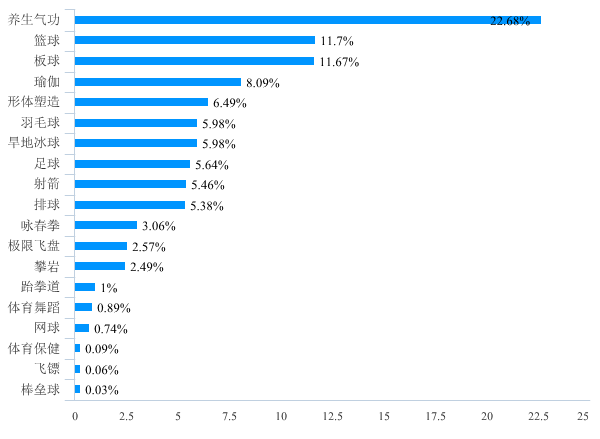 养生气功 22.68%
篮球 11.7%
板球 11.67%
瑜伽 8.09%
形体塑造 6.49%
羽毛球 5.98%
旱地冰球 5.98%
足球 5.64%
射箭 5.46%
排球 5.38%
咏春拳 3.06%
极限飞盘 2.57%
攀岩 2.49%
跆拳道 1%
体育舞蹈 0.89%
网球 0.74%
体育保健 0.09%
飞镖 0.06%
棒垒球 0.03%
0 2.5 5 7.5 10 12.5 15 17.5 20 22.5 25